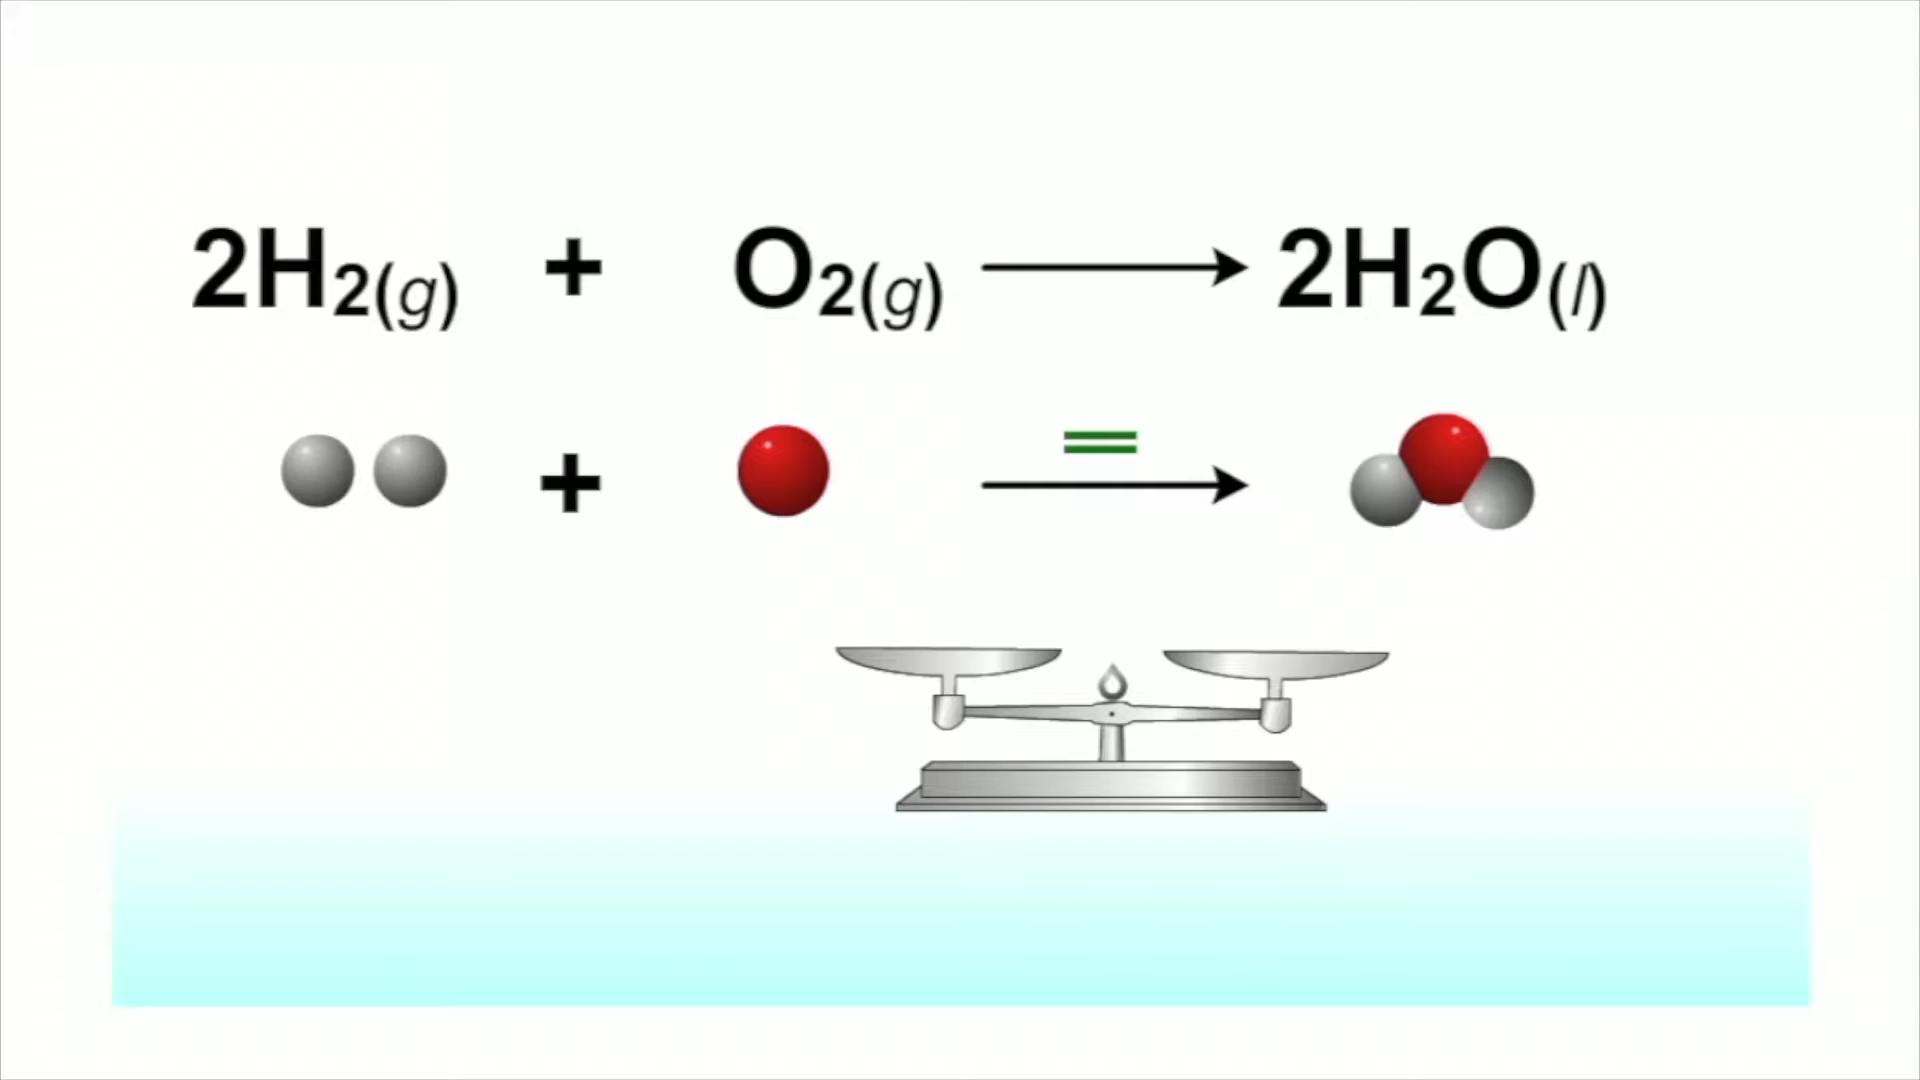 2H₂(g) + O₂(g) → 2H₂O(l)
+ = →